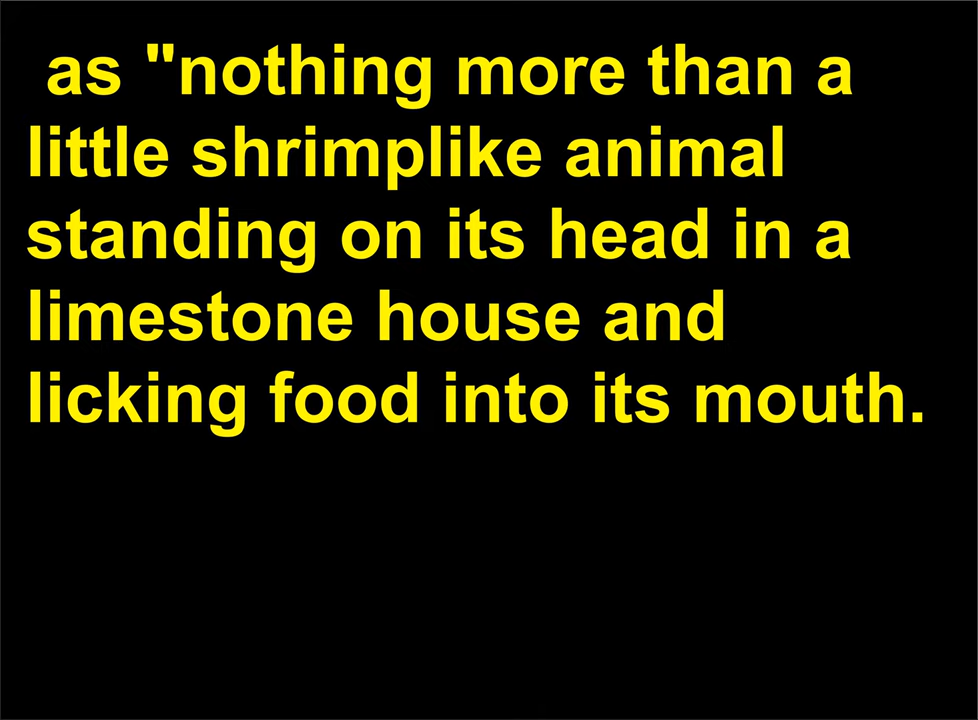 as "nothing more than a
little shrimplike animal
standing on its head in a
limestone house and
licking food into its mouth.